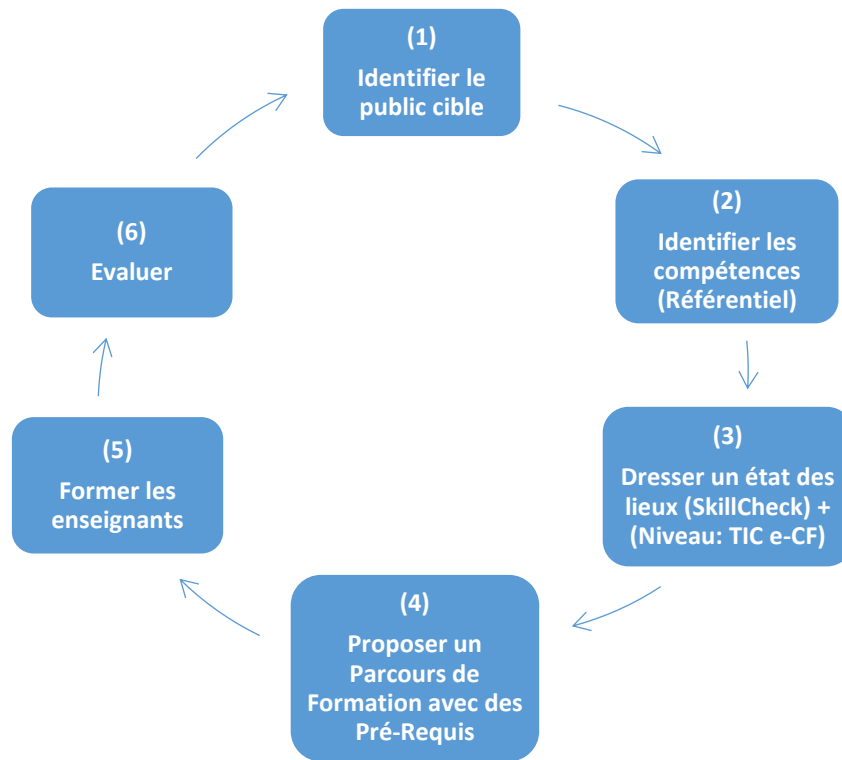 (1)
Identifier le
public cible
(2)
Identifier les
compétences
(Référentiel)
(3)
Dresser un état des
lieux (SkillCheck) +
(Niveau: TIC e-CF)
(4)
Proposer un
Parcours de
Formation avec des
Pré-Requis
(5)
Former les
enseignants
(6)
Evaluer